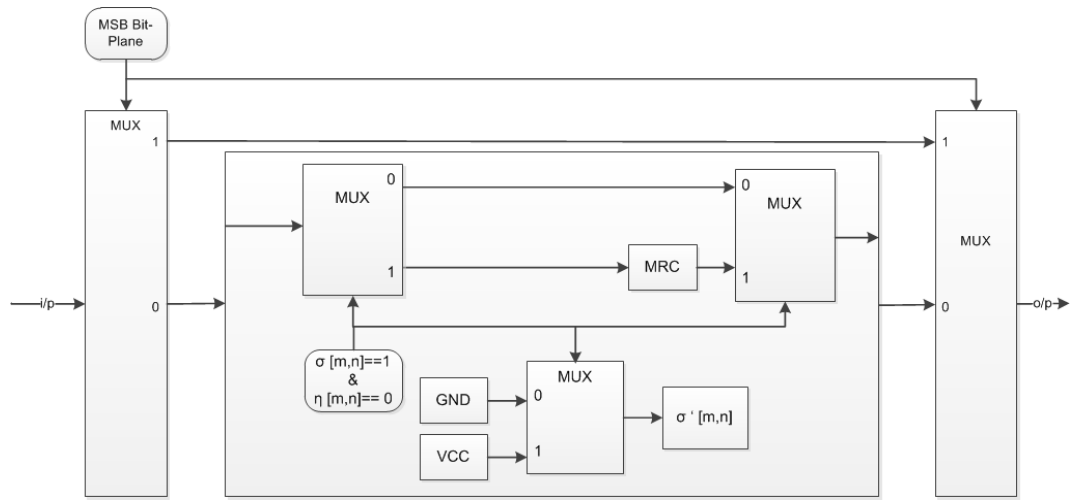 MSB Bit-
Plane
MUX
1
1
0
MUX
0
MUX
1
MRC
1
MUX
i/p
0
0
o/p
σ [m,n]==1
&
η [m,n]== 0
MUX
GND
0
σ ' [m,n]
VCC
1